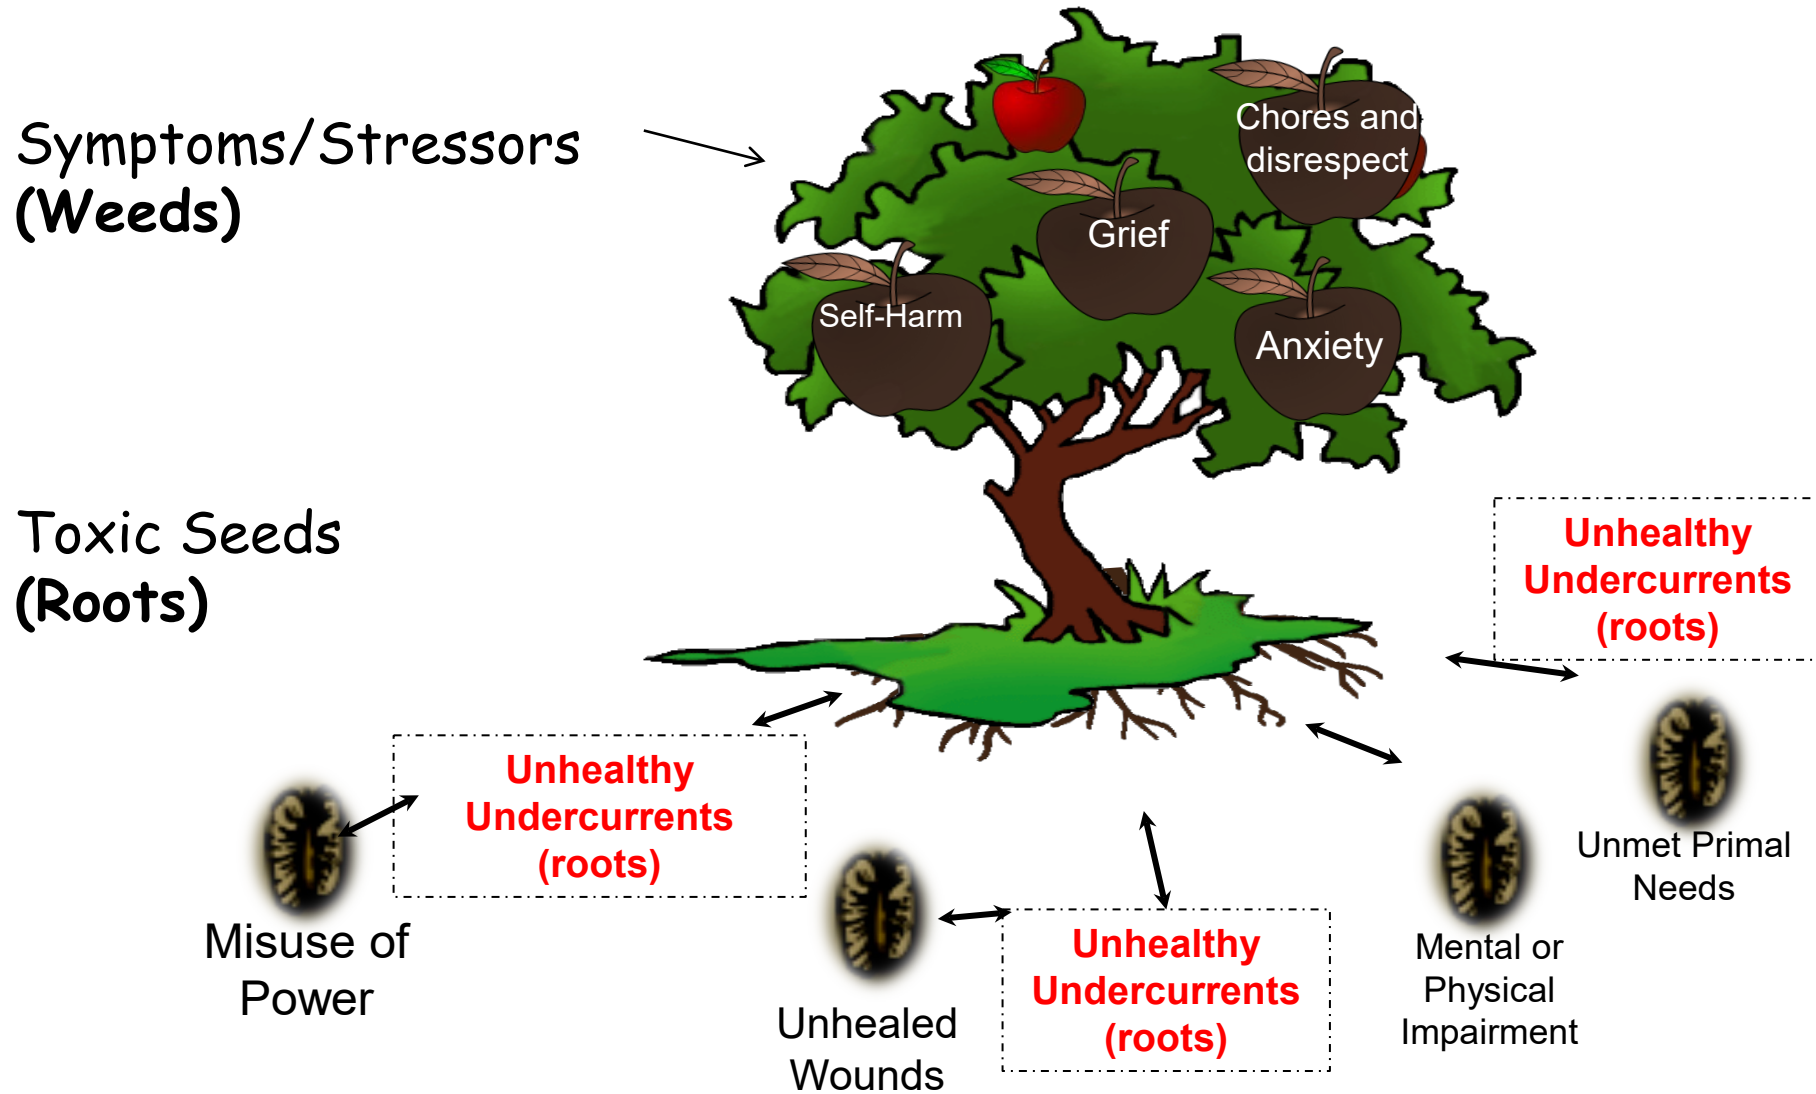 Symptoms/Stressors
(Weeds)
Chores and
disrespect
Grief
Self-Harm
Anxiety
Toxic Seeds
(Roots)
Unhealthy
Undercurrents
(roots)
Unhealthy
Undercurrents
(roots)
Misuse of
Power
Unhealed
Wounds
Unhealthy
Undercurrents
(roots)
Mental or
Physical
Impairment
Unmet Primal
Needs